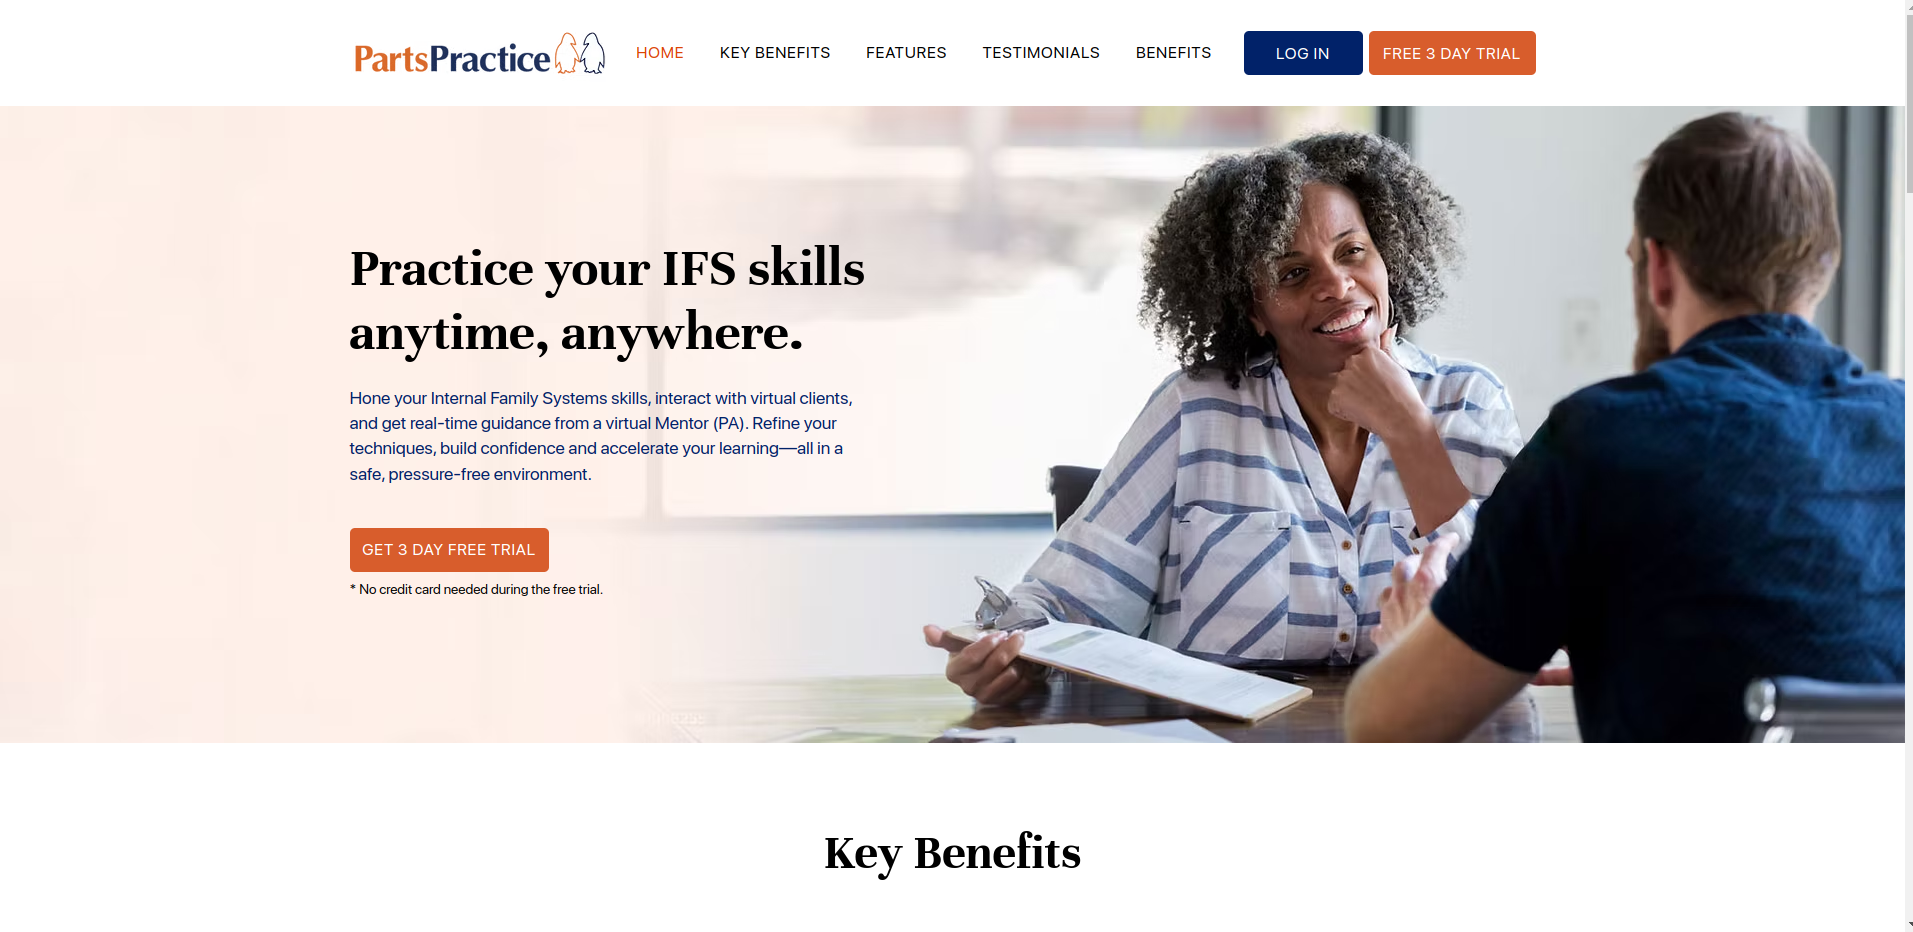 PartsPractice
HOME
KEY BENEFITS
FEATURES
TESTIMONIALS
BENEFITS
LOG IN
FREE 3 DAY TRIAL
Practice your IFS skills
anytime, anywhere.
Hone your Internal Family Systems skills, interact with virtual clients,
and get real-time guidance from a virtual Mentor (PA). Refine your
techniques, build confidence and accelerate your learning—all in a
safe, pressure-free environment.
GET 3 DAY FREE TRIAL
* No credit card needed during the free trial.
Key Benefits